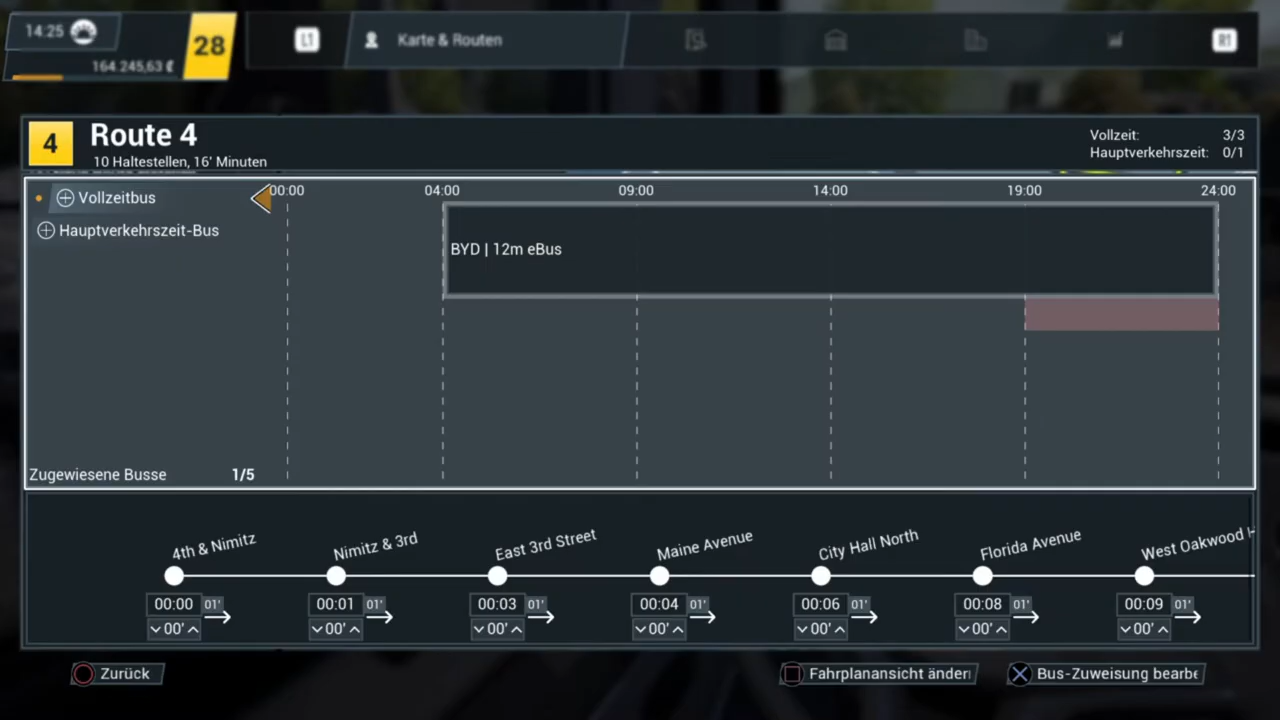 14:25
164.245,63 ₡
28
L1
Karte & Routen
R1
4
Route 4
10 Haltestellen, 16' Minuten
Vollzeit: 3/3
Hauptverkehrszeit: 0/1
Vollzeitbus
Hauptverkehrszeit-Bus
00:00 04:00 09:00 14:00 19:00 24:00
BYD | 12m eBus
Zugewiesene Busse 1/5
4th & Nimitz
Nimitz & 3rd
East 3rd Street
Maine Avenue
City Hall North
Florida Avenue
West Oakwood H
00:00 01' 00:01 01' 00:03 01' 00:04 01' 00:06 01' 00:08 01' 00:09 01'
00' 00' 00' 00' 00' 00' 00'
Zurück
Fahrplanansicht änder
Bus-Zuweisung bearbe